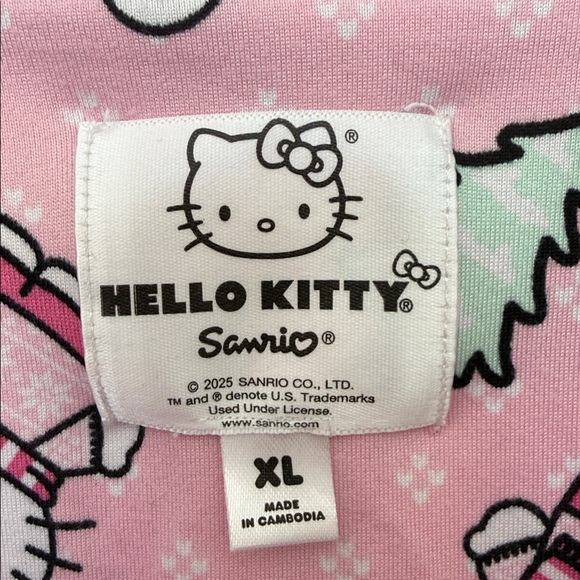 ®
HELLO KITTY®
Sanrio®
© 2025 SANRIO CO., LTD.
TM and ® denote U.S. Trademarks
Used Under License.
www.sanrio.com
XL
MADE
IN CAMBODIA